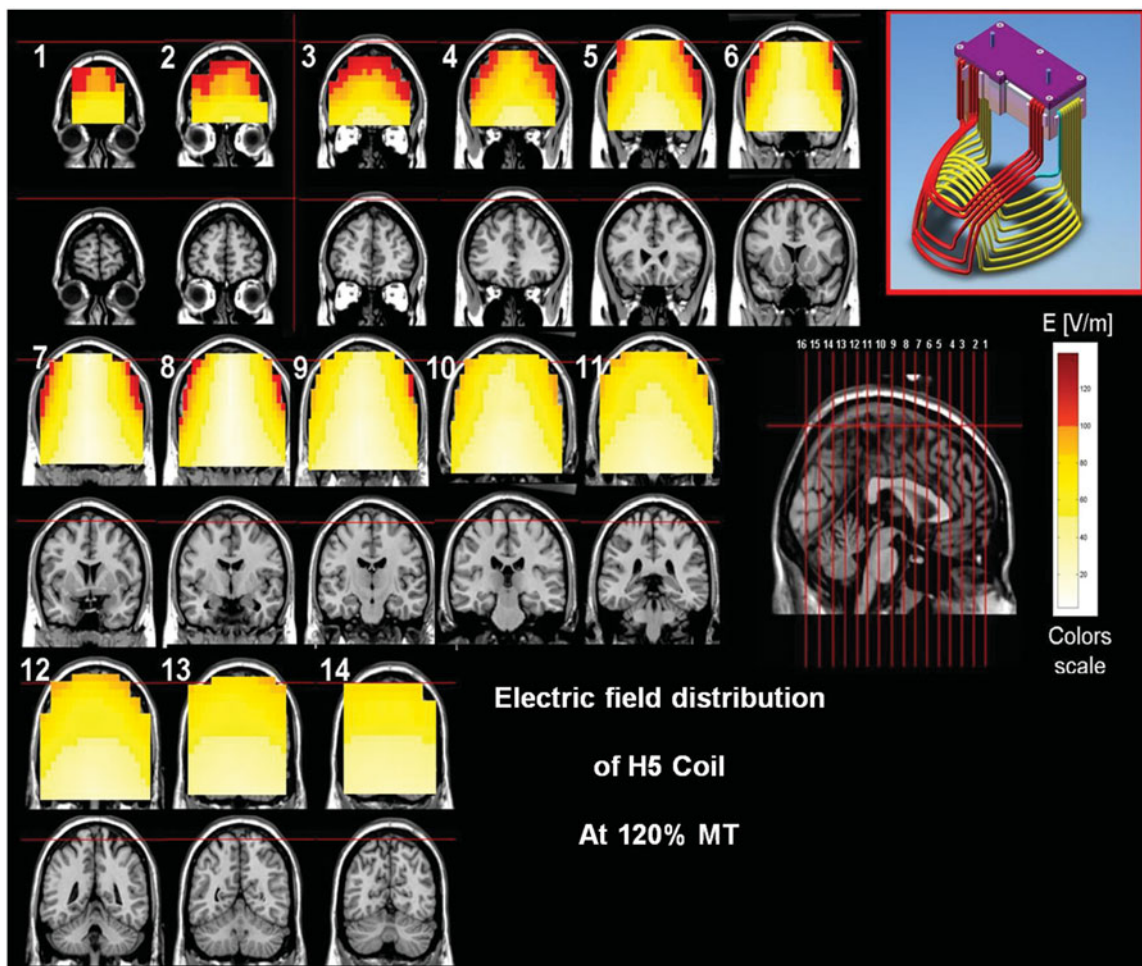 1 2 3 4 5 6
E [V/m]
7 8 9 10 11
16 15 14 13 12 11 10 9 8 7 6 5 4 3 2 1
120
100
80
60
40
20
Colors
scale
12 13 14
Electric field distribution
of H5 Coil
At 120% MT